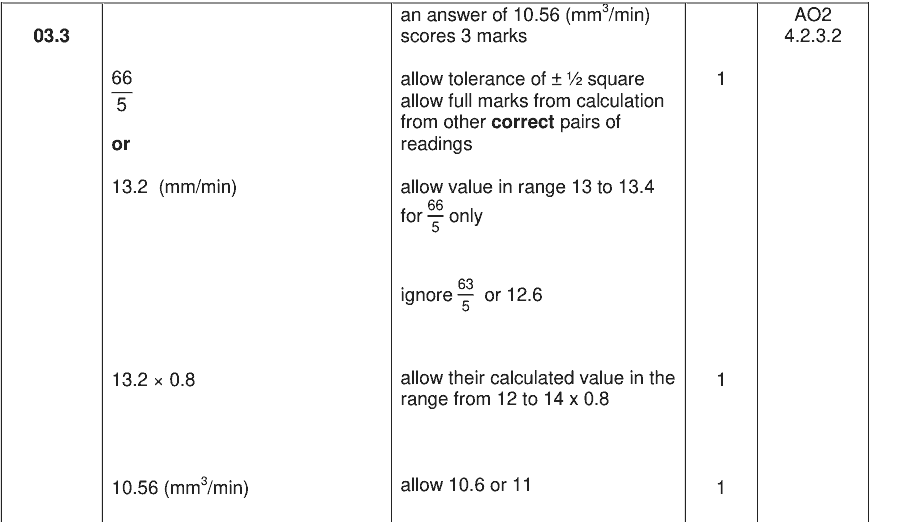 03.3
an answer of 10.56 (mm³/min)
scores 3 marks
AO2
4.2.3.2
66
5
or
13.2 (mm/min)
allow tolerance of ± ½ square
allow full marks from calculation
from other correct pairs of
readings
allow value in range 13 to 13.4
for 66/5 only
ignore 63/5 or 12.6
1
13.2 × 0.8
allow their calculated value in the
range from 12 to 14 x 0.8
1
10.56 (mm³/min)
allow 10.6 or 11
1